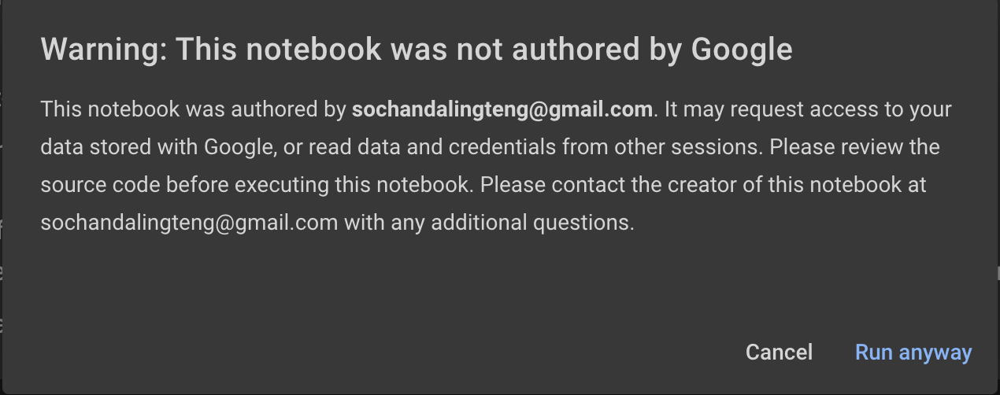 Warning: This notebook was not authored by Google
This notebook was authored by sochandalingteng@gmail.com. It may request access to your
data stored with Google, or read data and credentials from other sessions. Please review the
source code before executing this notebook. Please contact the creator of this notebook at
sochandalingteng@gmail.com with any additional questions.
Cancel Run anyway